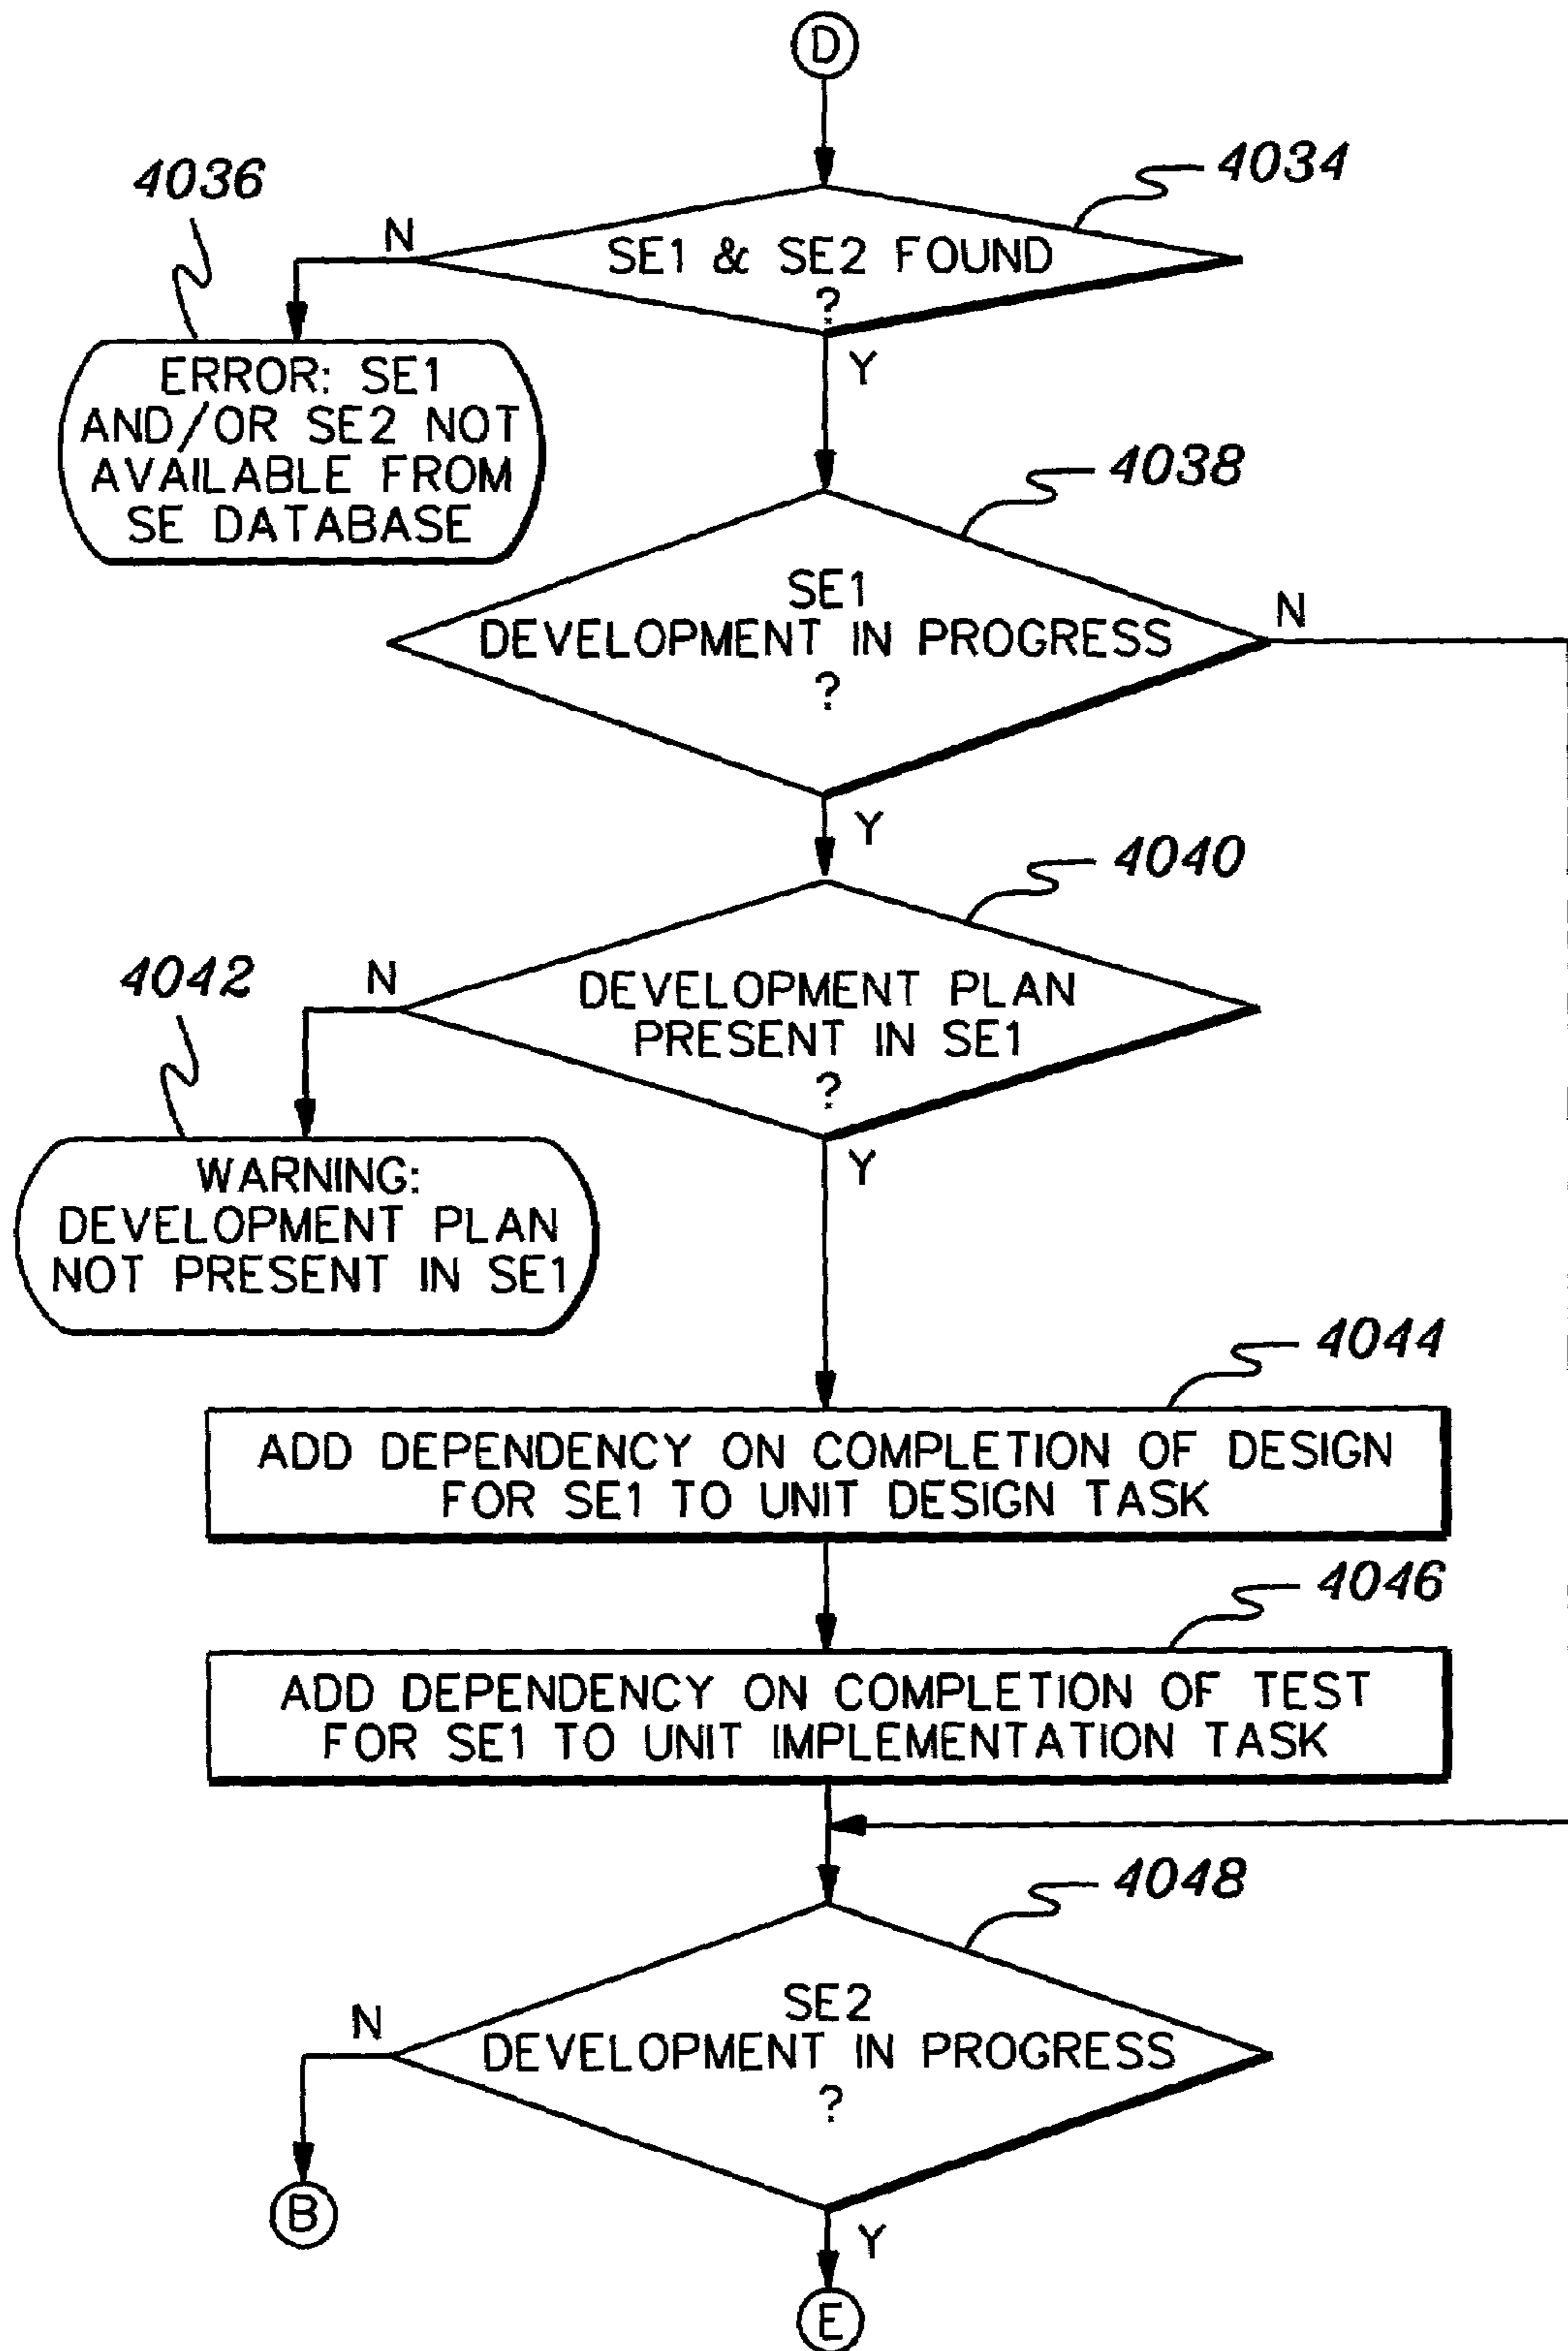 D
4034
4036
N
SE1 & SE2 FOUND
?
Y
ERROR: SE1
AND/OR SE2 NOT
AVAILABLE FROM
SE DATABASE
4038
SE1
DEVELOPMENT IN PROGRESS
?
N
Y
4040
4042
N
DEVELOPMENT PLAN
PRESENT IN SE1
?
Y
WARNING:
DEVELOPMENT PLAN
NOT PRESENT IN SE1
4044
ADD DEPENDENCY ON COMPLETION OF DESIGN
FOR SE1 TO UNIT DESIGN TASK
4046
ADD DEPENDENCY ON COMPLETION OF TEST
FOR SE1 TO UNIT IMPLEMENTATION TASK
4048
SE2
DEVELOPMENT IN PROGRESS
?
N
B
Y
E